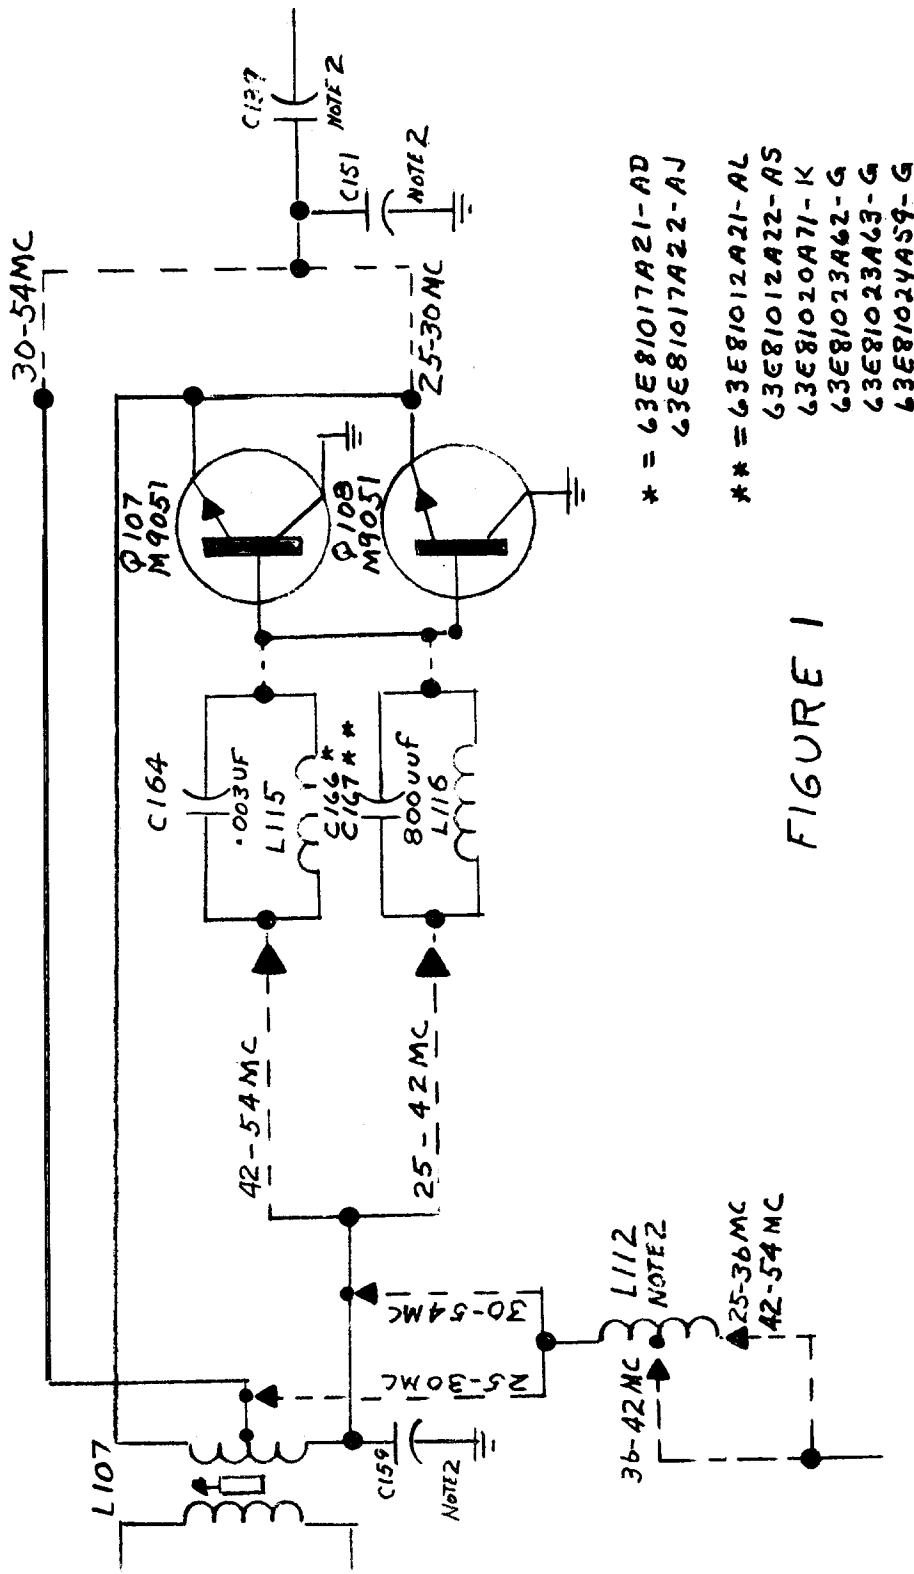 L107
C159
NOTE 2
25-30MC
30-54MC
36-42MC
L112
NOTE 2
25-36MC
42-54MC
42-54MC
25-42MC
C164
.003UF
L115
C166*
C167**
800UUF
L116
Q107
M9051
Q108
M9051
30-54MC
25-30MC
C137
NOTE 2
C151
NOTE 2
* = 63E81017A21-AD
63E81017A22-AJ
** = 63E81012A21-AL
63E81012A22-AS
63E81020A71-K
63E81023A62-G
63E81023A63-G
63E81024A59-G
FIGURE 1